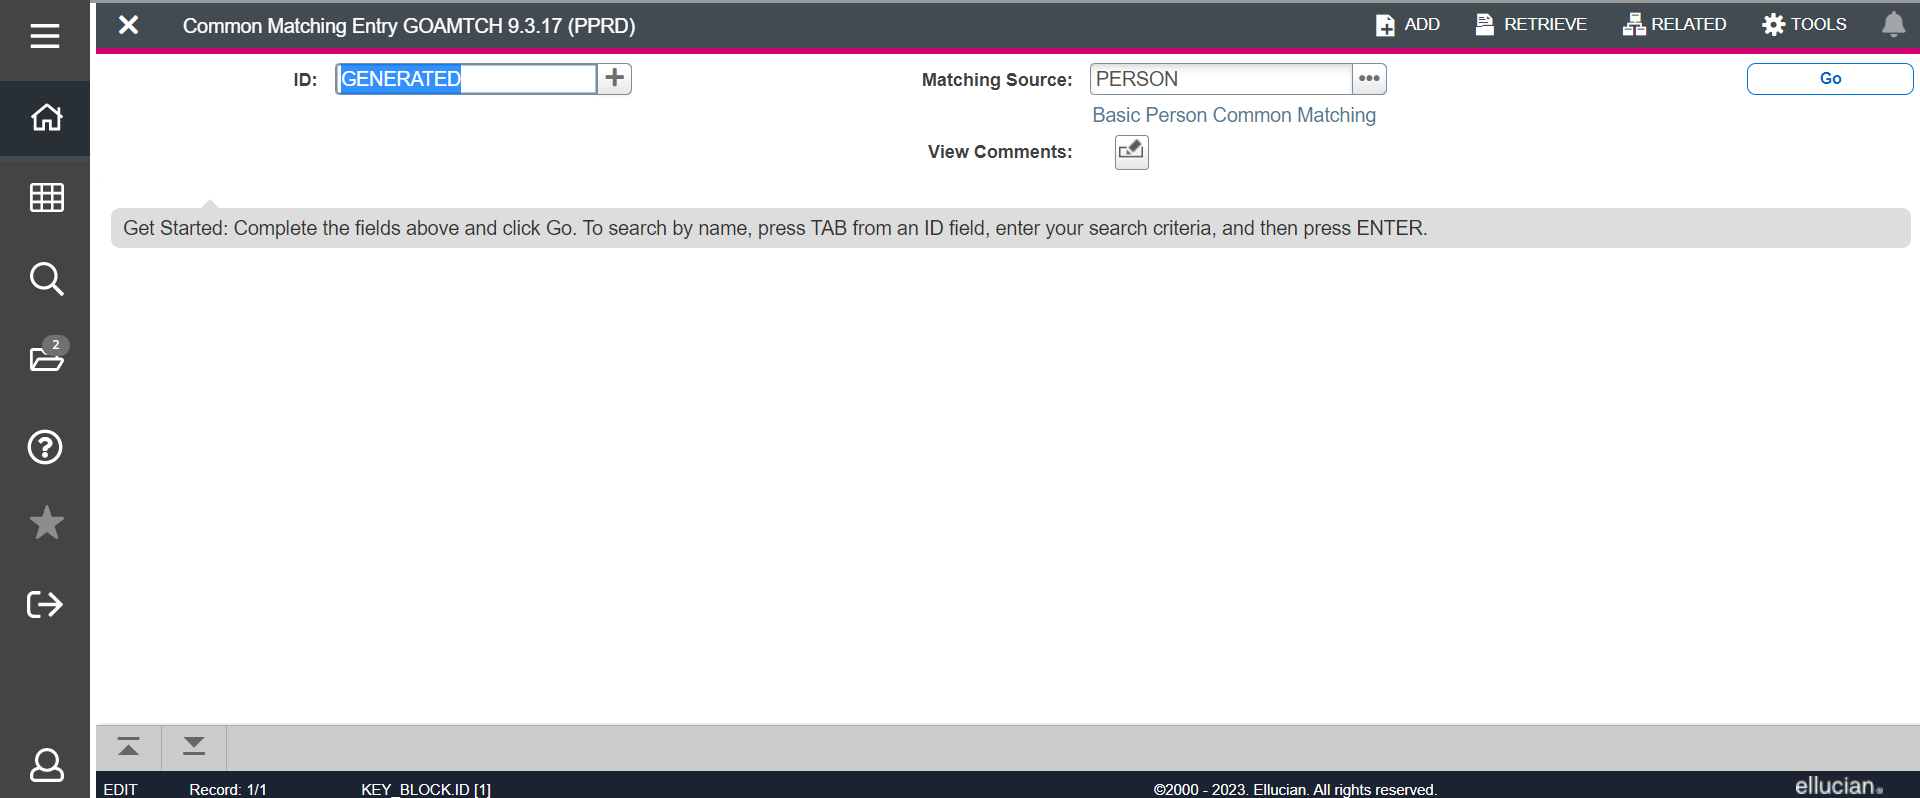 Common Matching Entry GOAMTCH 9.3.17 (PPRD)
ADD
RETRIEVE
RELATED
TOOLS
ID:
GENERATED
Matching Source:
PERSON
Go
Basic Person Common Matching
View Comments:
Get Started: Complete the fields above and click Go. To search by name, press TAB from an ID field, enter your search criteria, and then press ENTER.
2
EDIT
Record: 1/1
KEY_BLOCK.ID [1]
©2000 - 2023. Ellucian. All rights reserved.
ellucian.